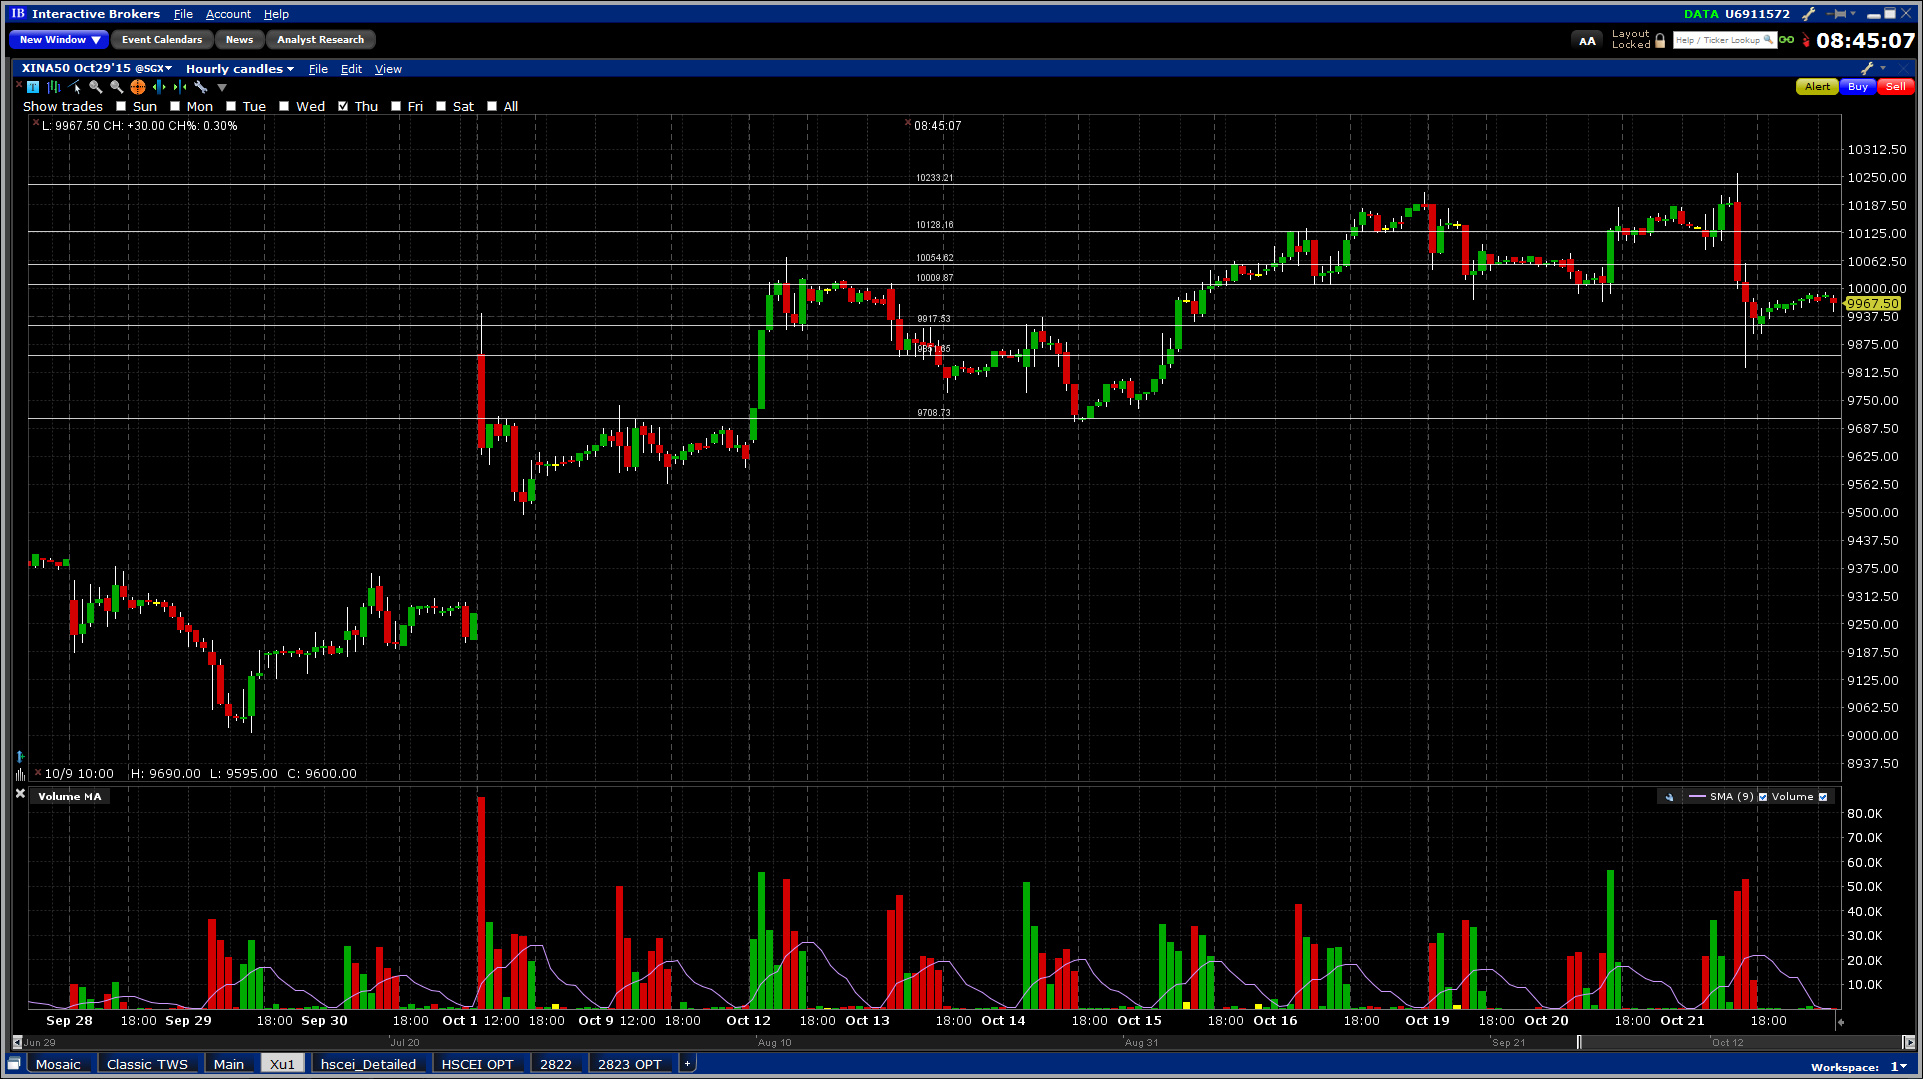 IB Interactive Brokers File Account Help DATA U6911572
New Window ▼ Event Calendars News Analyst Research AA Layout Locked Help / Ticker Lookup 08:45:07
XINA50 Oct29'15 @SGX▾ Hourly candles ▾ File Edit View
T Alert Buy Sell
Show trades Sun Mon Tue Wed Thu Fri Sat All
L: 9967.50 CH: +30.00 CH%: 0.30% 08:45:07
10312.50
10233.21 10250.00
10187.50
10128.16 10125.00
10054.62 10062.50
10009.87 10000.00
9967.50
9917.53 9937.50
9851.65 9875.00
9812.50
9750.00
9708.73
9687.50
9625.00
9562.50
9500.00
9437.50
9375.00
9312.50
9250.00
9187.50
9125.00
9062.50
9000.00
8937.50
10/9 10:00 H: 9690.00 L: 9595.00 C: 9600.00
Volume MA SMA (9) Volume
80.0K
70.0K
60.0K
50.0K
40.0K
30.0K
20.0K
10.0K
Sep 28 18:00 Sep 29 18:00 Sep 30 18:00 Oct 1 12:00 18:00 Oct 9 12:00 18:00 Oct 12 18:00 Oct 13 18:00 Oct 14 18:00 Oct 15 18:00 Oct 16 18:00 Oct 19 18:00 Oct 20 18:00 Oct 21 18:00
Jun 29 Jul 20 Aug 10 Aug 31 Sep 21 Oct 12
Mosaic Classic TWS Main Xu1 hscei_Detailed HSCEI OPT 2822 2823 OPT + Workspace: 1▾